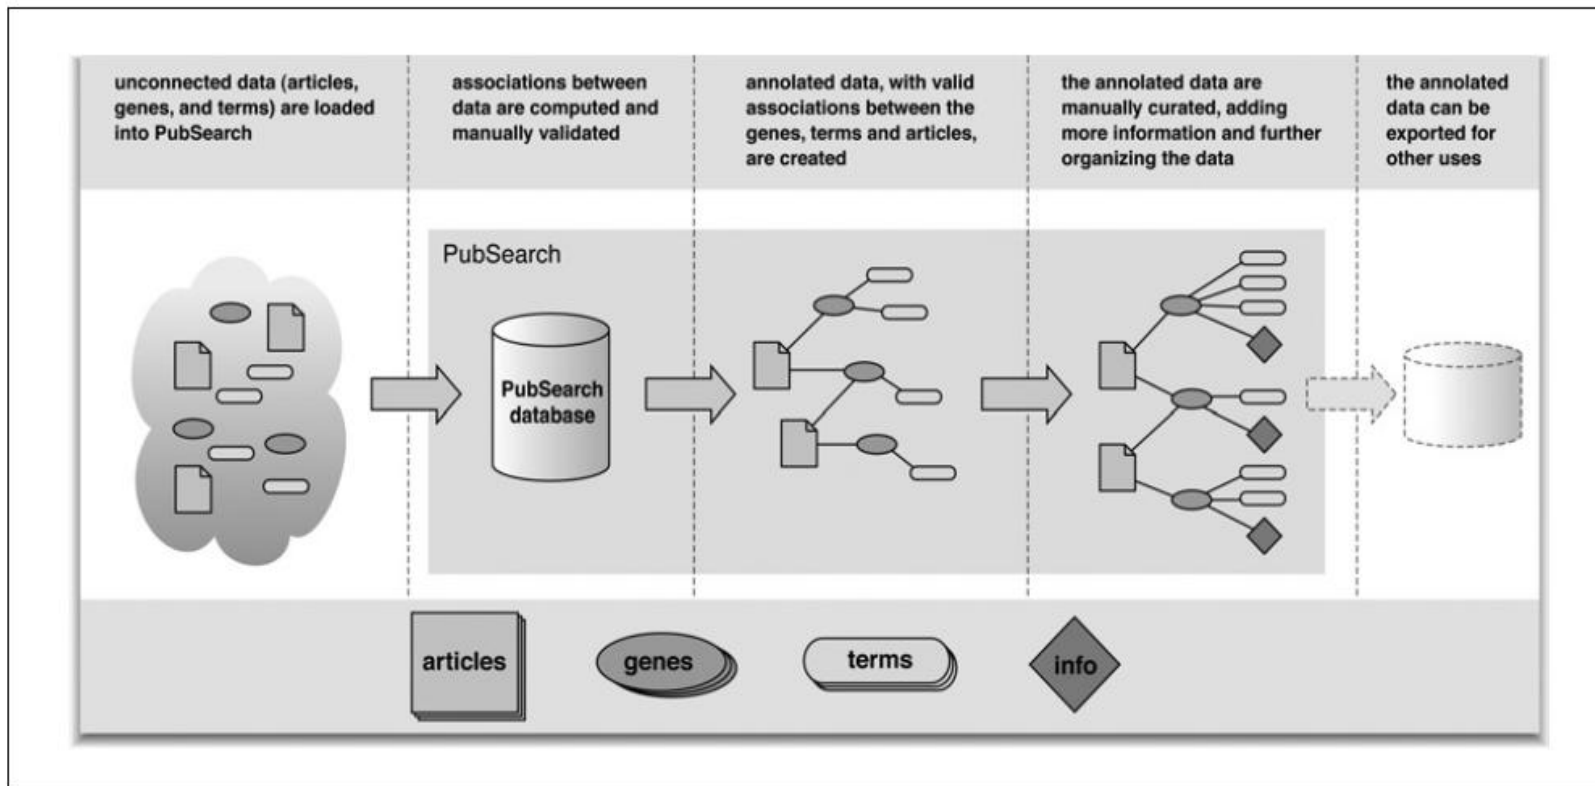 unconnected data (articles,
genes, and terms) are loaded
into PubSearch
associations between
data are computed and
manually validated
annolated data, with valid
associations between the
genes, terms and articles,
are created
the annolated data are
manually curated, adding
more information and further
organizing the data
the annolated
data can be
exported for
other uses
PubSearch
PubSearch
database
articles
genes
terms
info